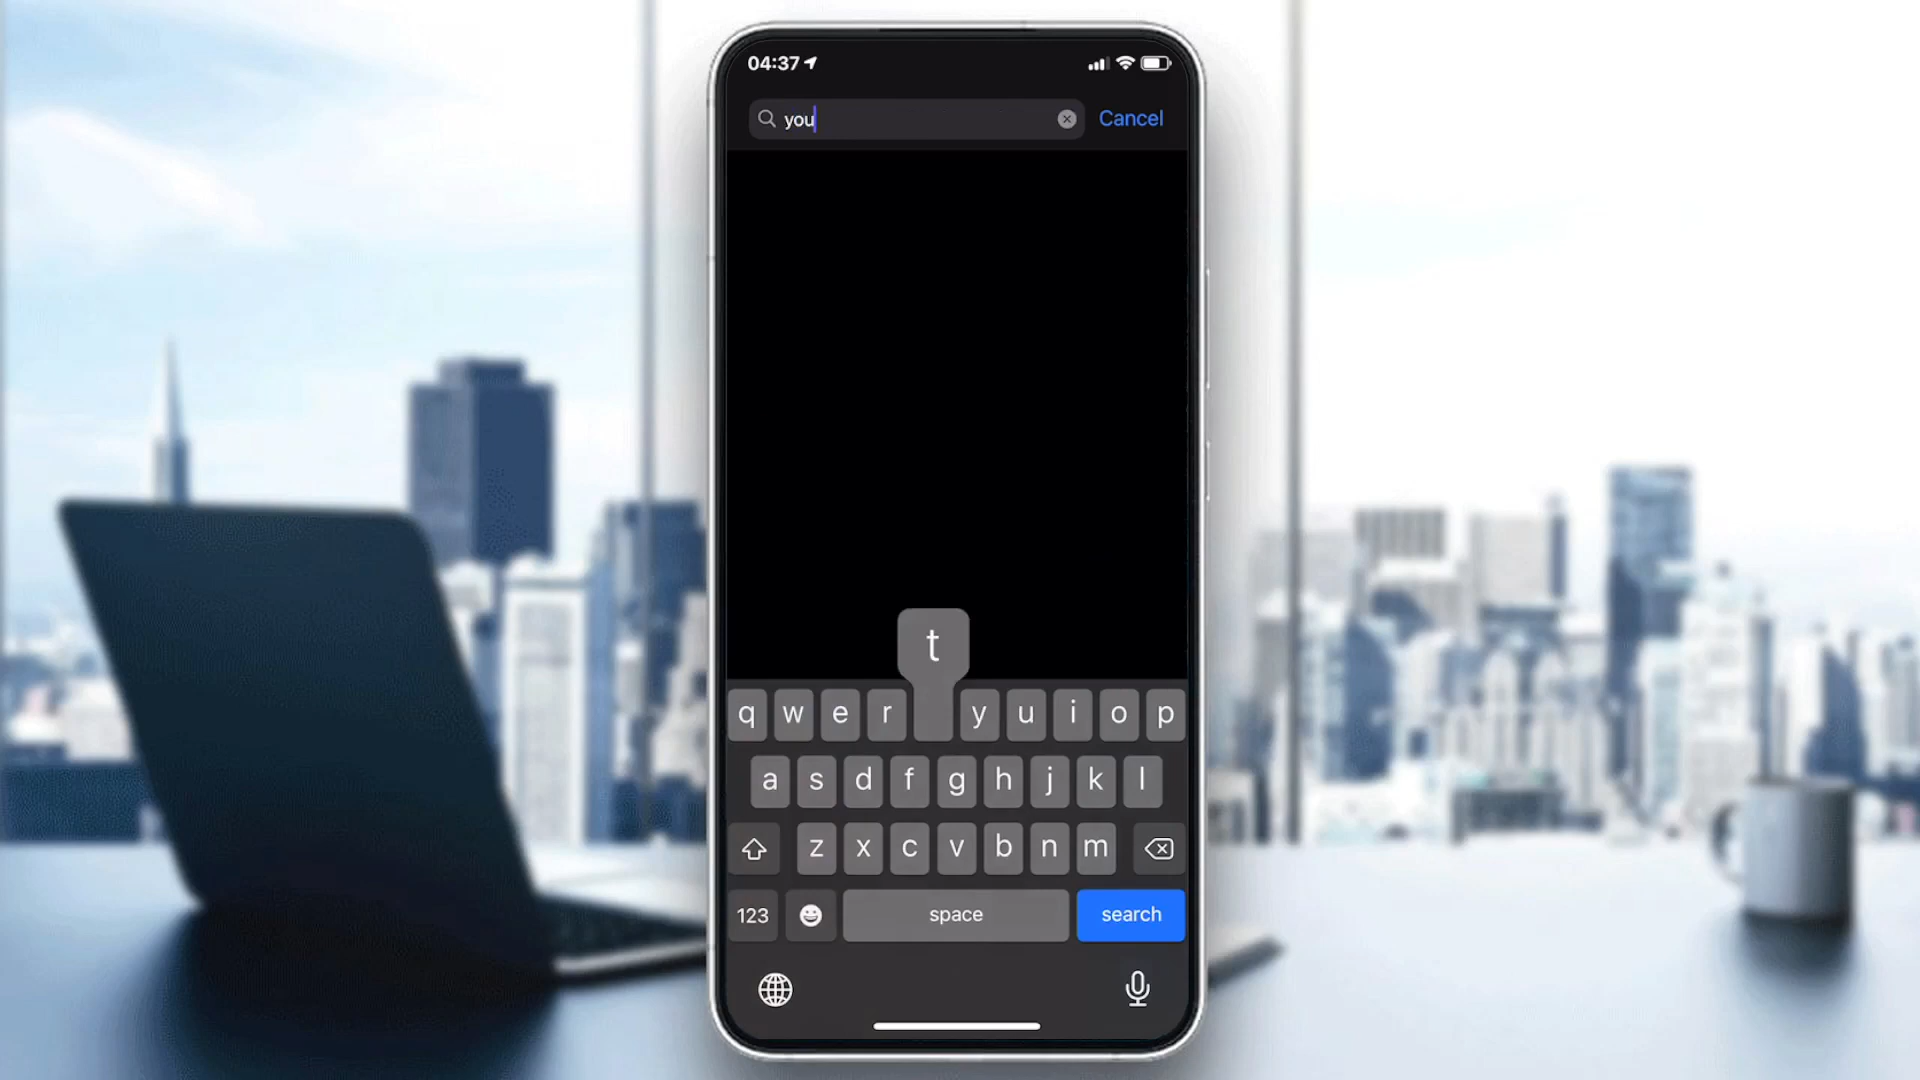 04:37
you
Cancel
t
q w e r y u i o p
a s d f g h j k l
z x c v b n m
123 space search